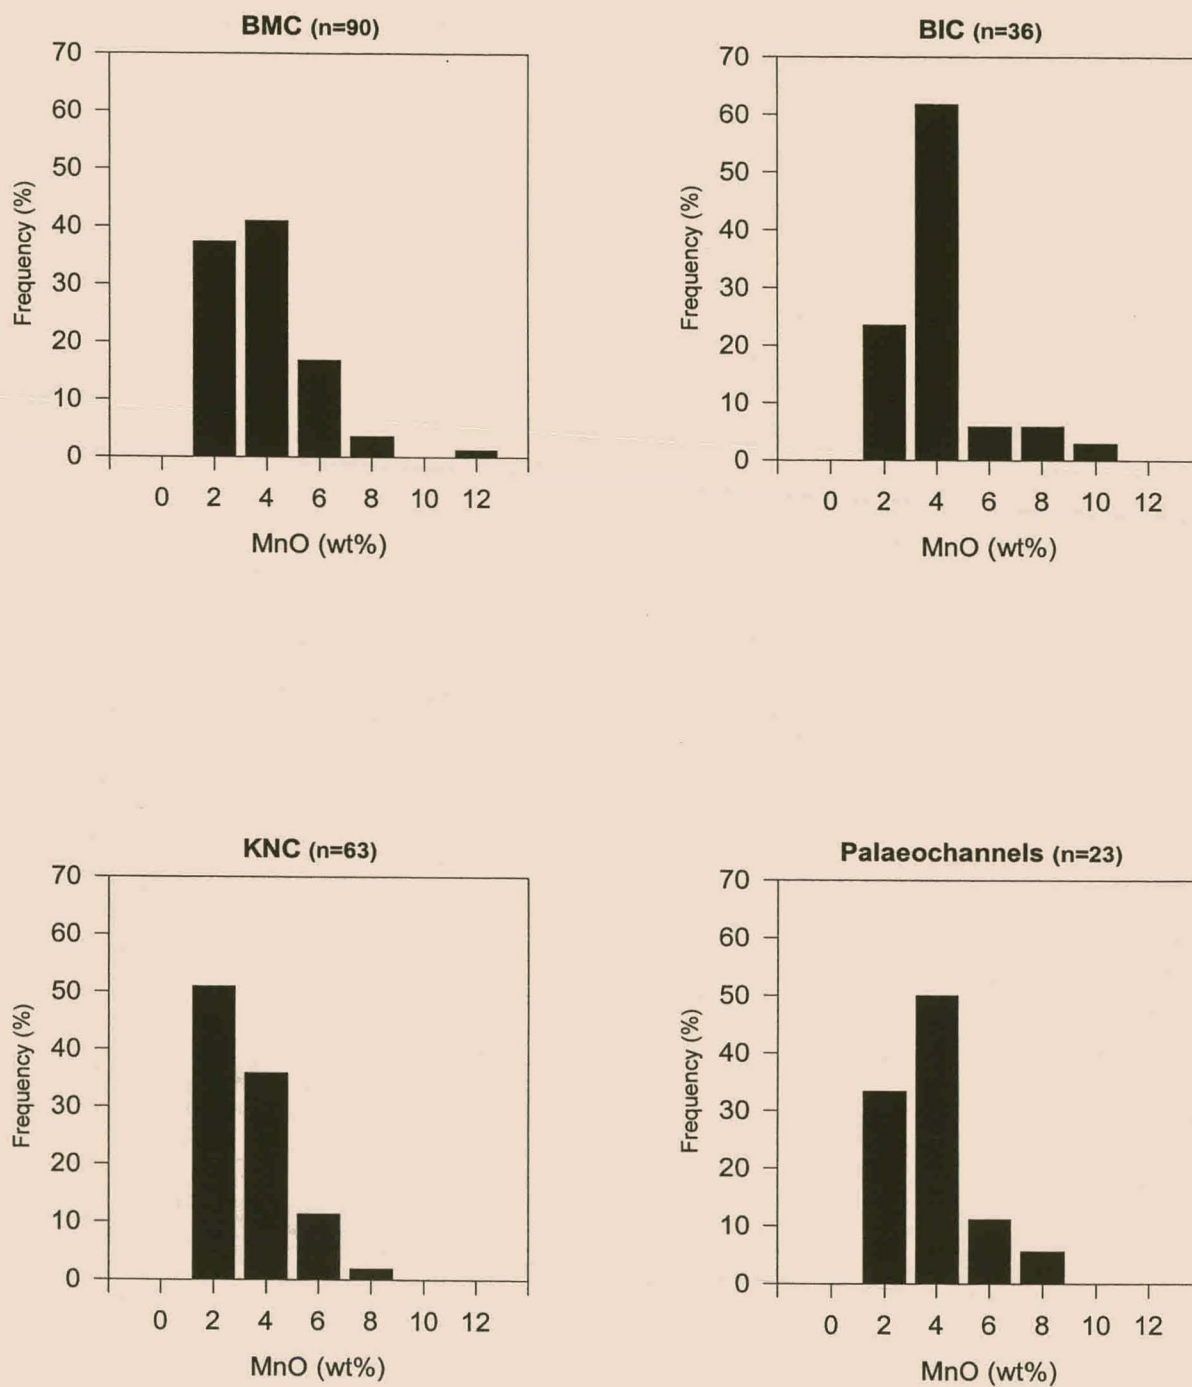 BMC (n=90)
70
60
50
40
30
20
10
0
Frequency (%)
0 2 4 6 8 10 12
MnO (wt%)
BIC (n=36)
70
60
50
40
30
20
10
0
Frequency (%)
0 2 4 6 8 10 12
MnO (wt%)
KNC (n=63)
70
60
50
40
30
20
10
0
Frequency (%)
0 2 4 6 8 10 12
MnO (wt%)
Palaeochannels (n=23)
70
60
50
40
30
20
10
0
Frequency (%)
0 2 4 6 8 10 12
MnO (wt%)